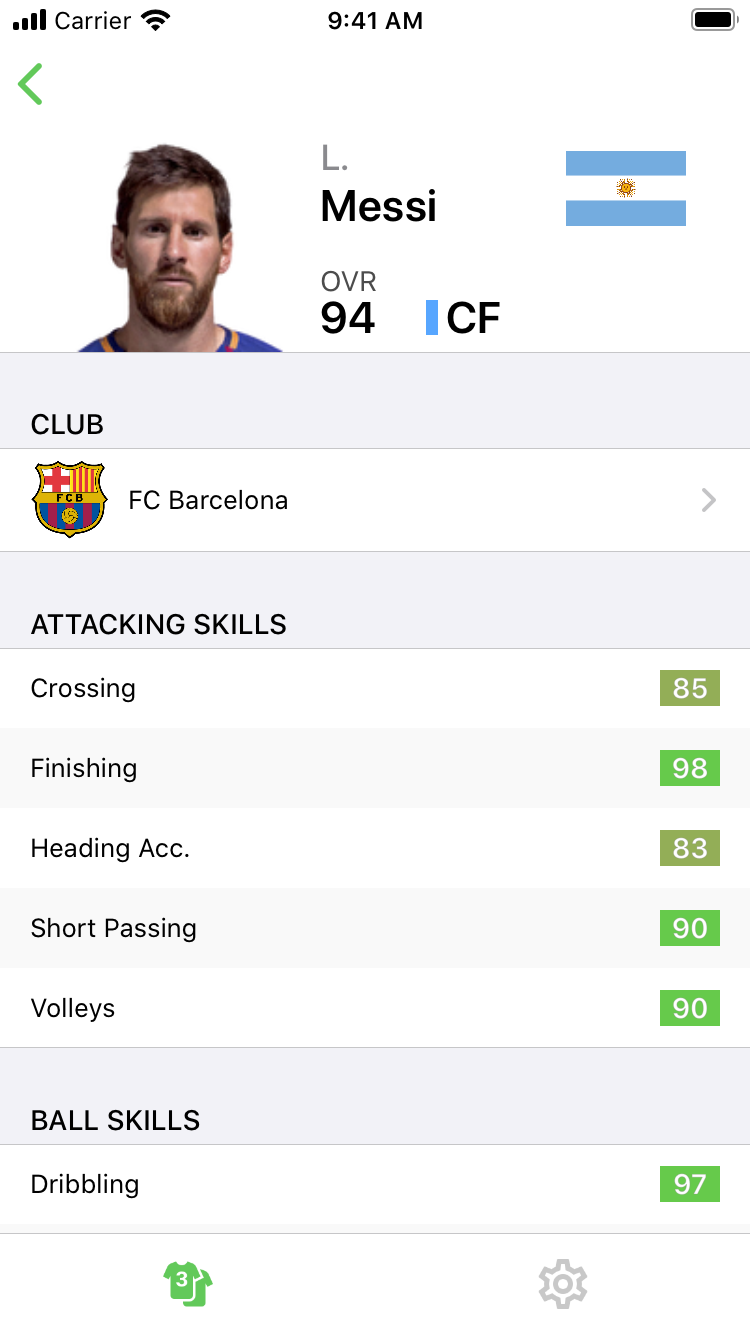 Carrier 9:41 AM
L.
Messi
OVR
94 CF
CLUB
FCB
FC Barcelona
ATTACKING SKILLS
Crossing 85
Finishing 98
Heading Acc. 83
Short Passing 90
Volleys 90
BALL SKILLS
Dribbling 97
3